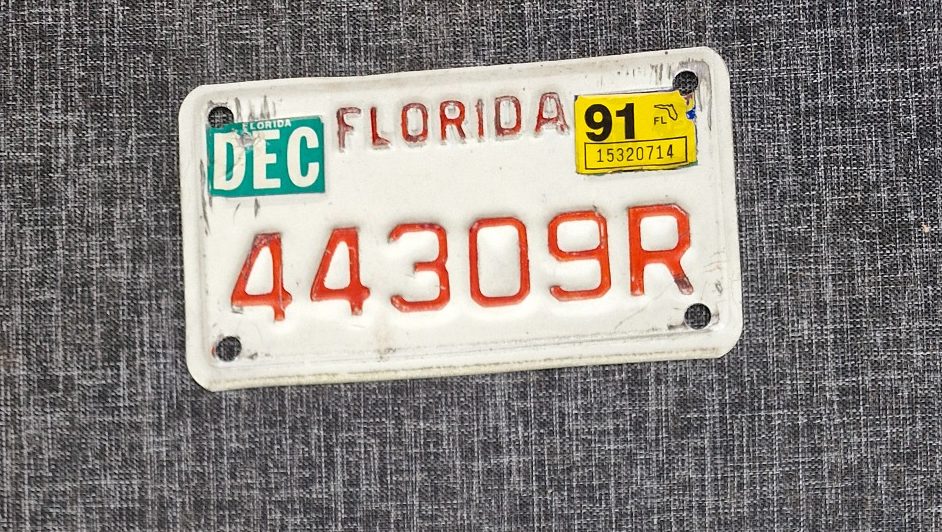 FLORIDA
DEC
FLORIDA
91
FL
15320714
44309R